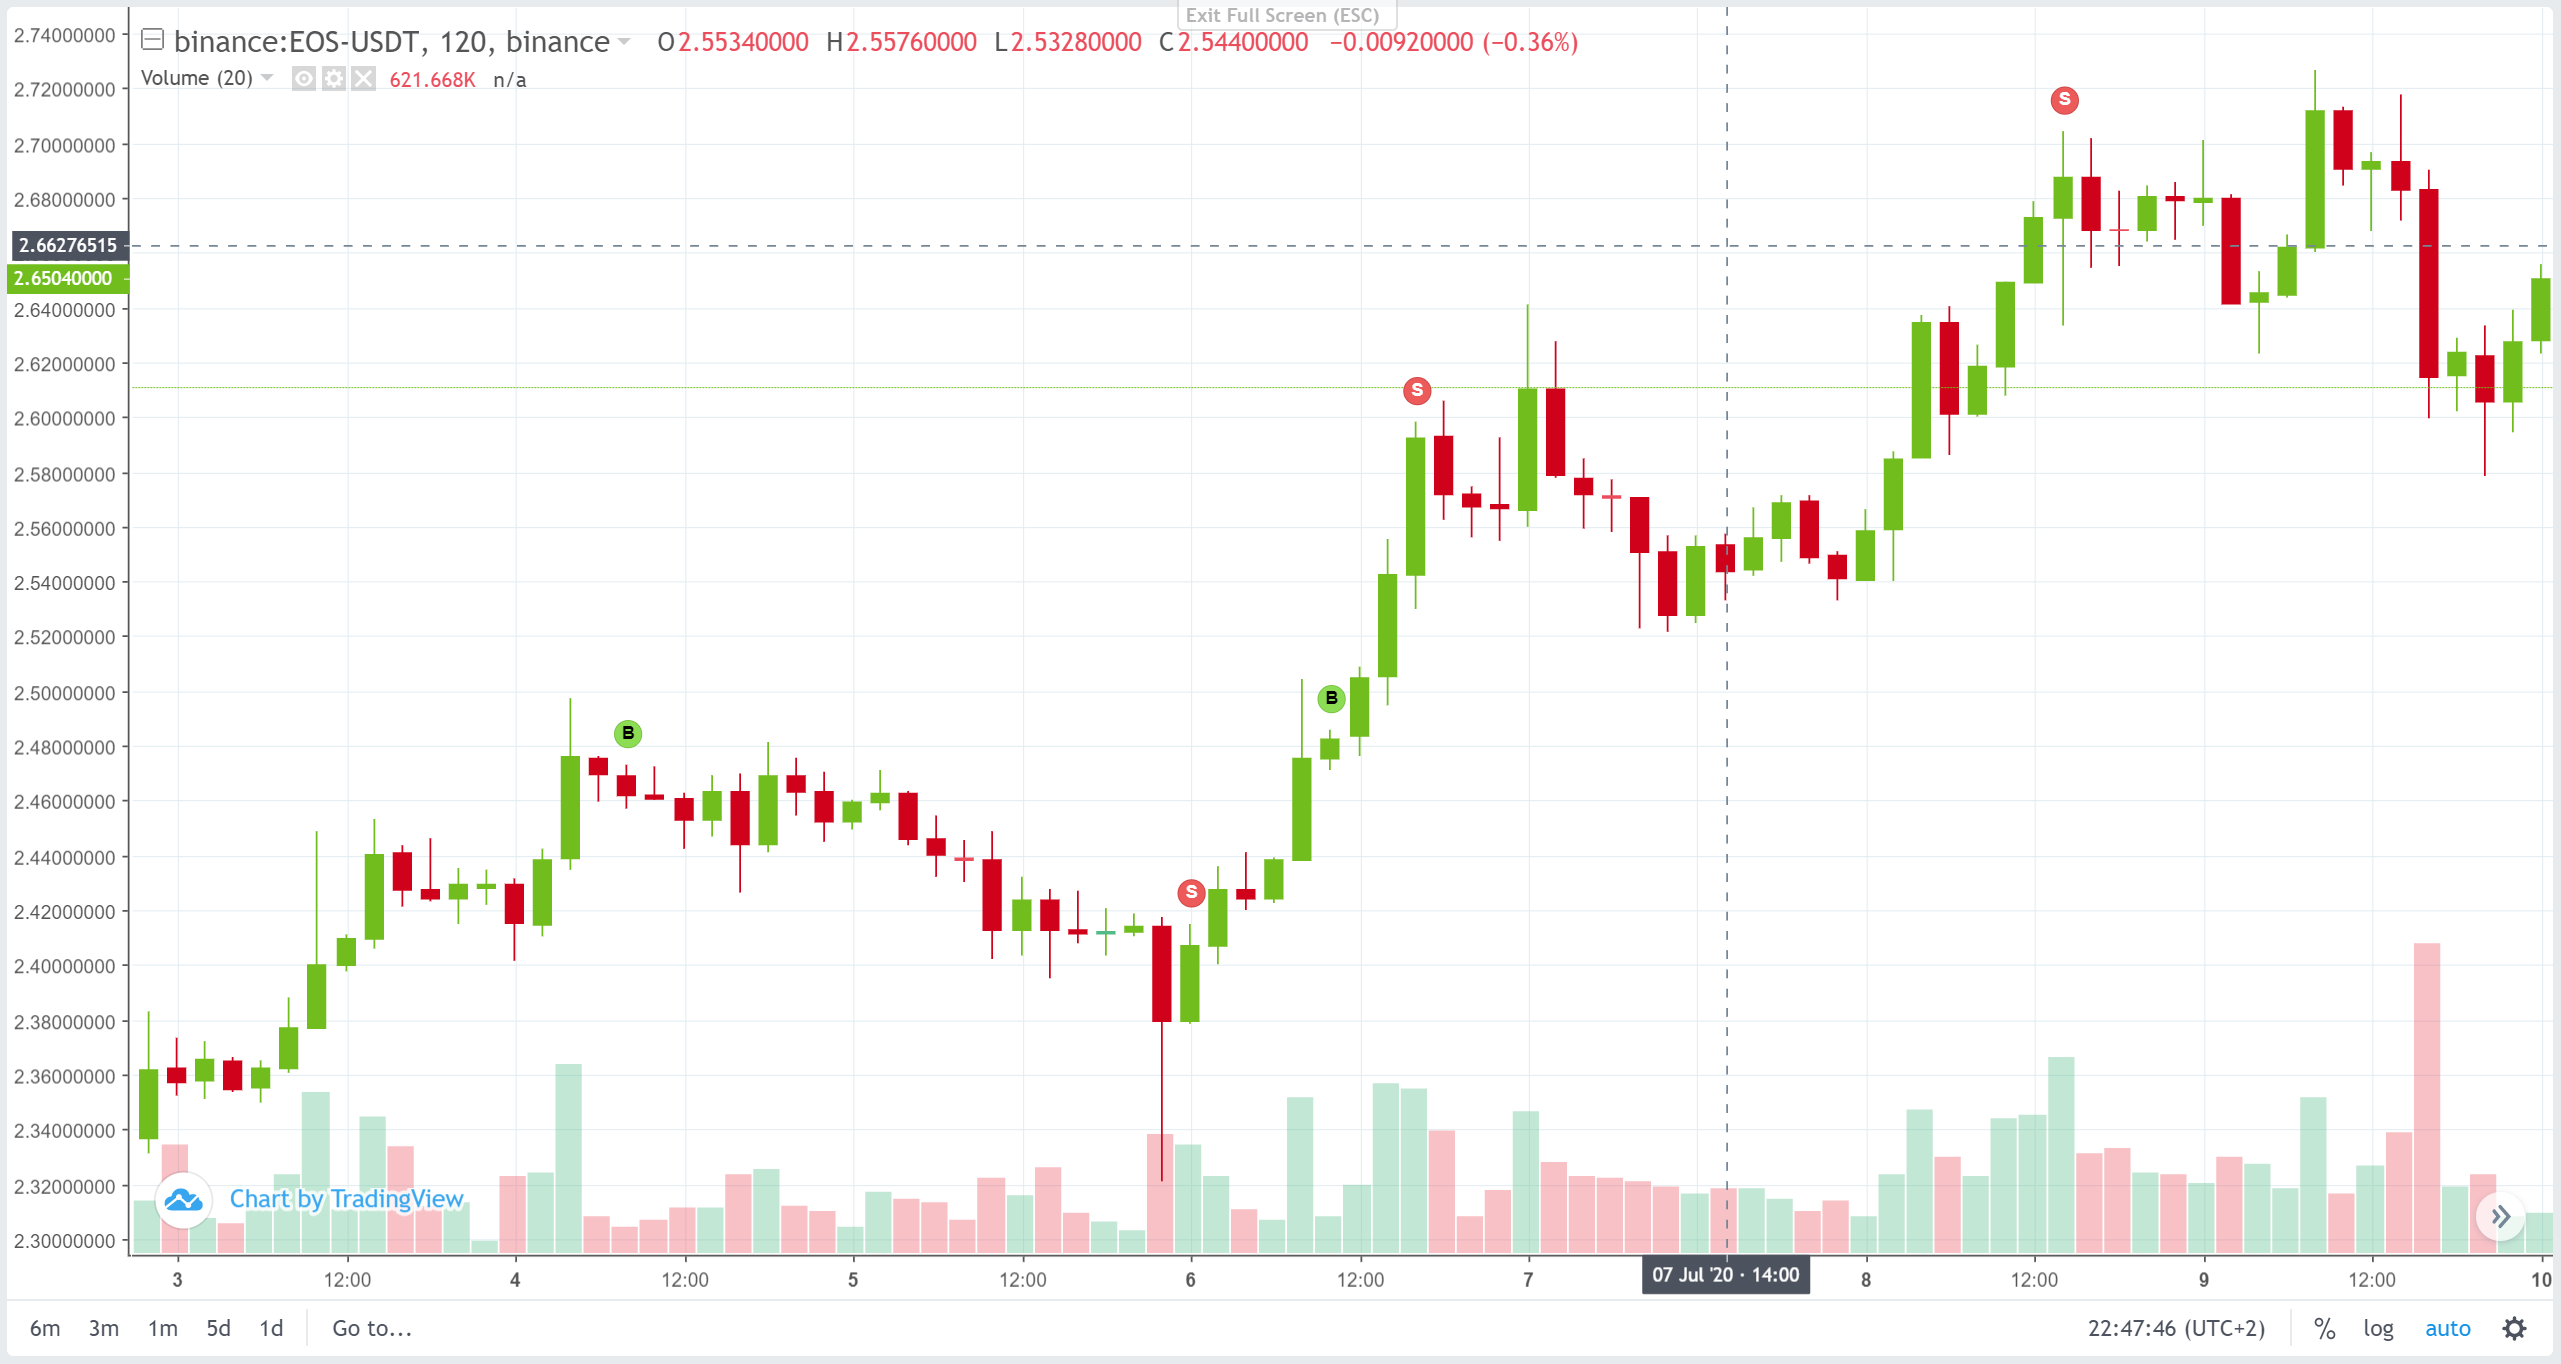 Exit Full Screen (ESC)
binance:EOS-USDT, 120, binance O2.55340000 H2.55760000 L2.53280000 C2.54400000 −0.00920000 (−0.36%)
Volume (20) 621.668K n/a
2.74000000
2.72000000
2.70000000
2.68000000
2.66276515
2.65040000
2.64000000
2.62000000
2.60000000
2.58000000
2.56000000
2.54000000
2.52000000
2.50000000
2.48000000
2.46000000
2.44000000
2.42000000
2.40000000
2.38000000
2.36000000
2.34000000
2.32000000
2.30000000
S
S
B
B
S
Chart by TradingView
3 12:00 4 12:00 5 12:00 6 12:00 7 07 Jul '20 · 14:00 8 12:00 9 12:00 10
6m 3m 1m 5d 1d Go to... 22:47:46 (UTC+2) % log auto